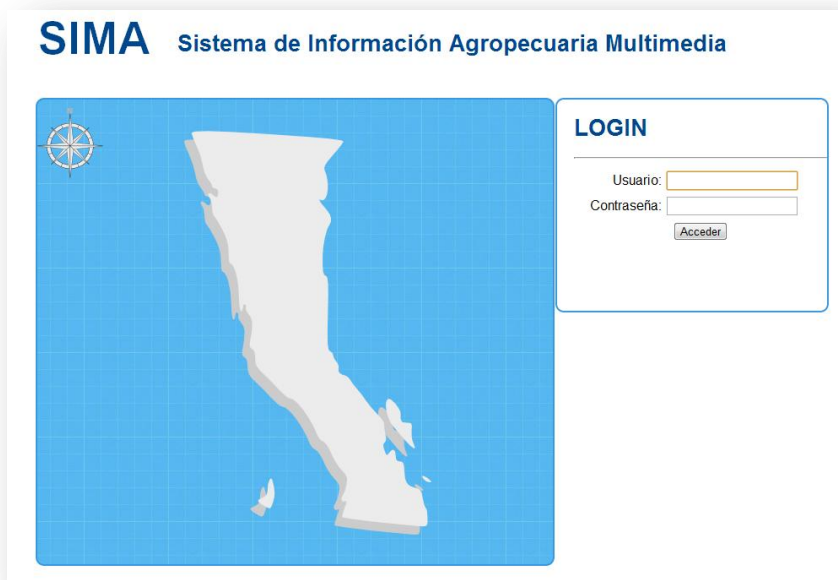 SIMA Sistema de Información Agropecuaria Multimedia
LOGIN
Usuario:
Contraseña:
Acceder